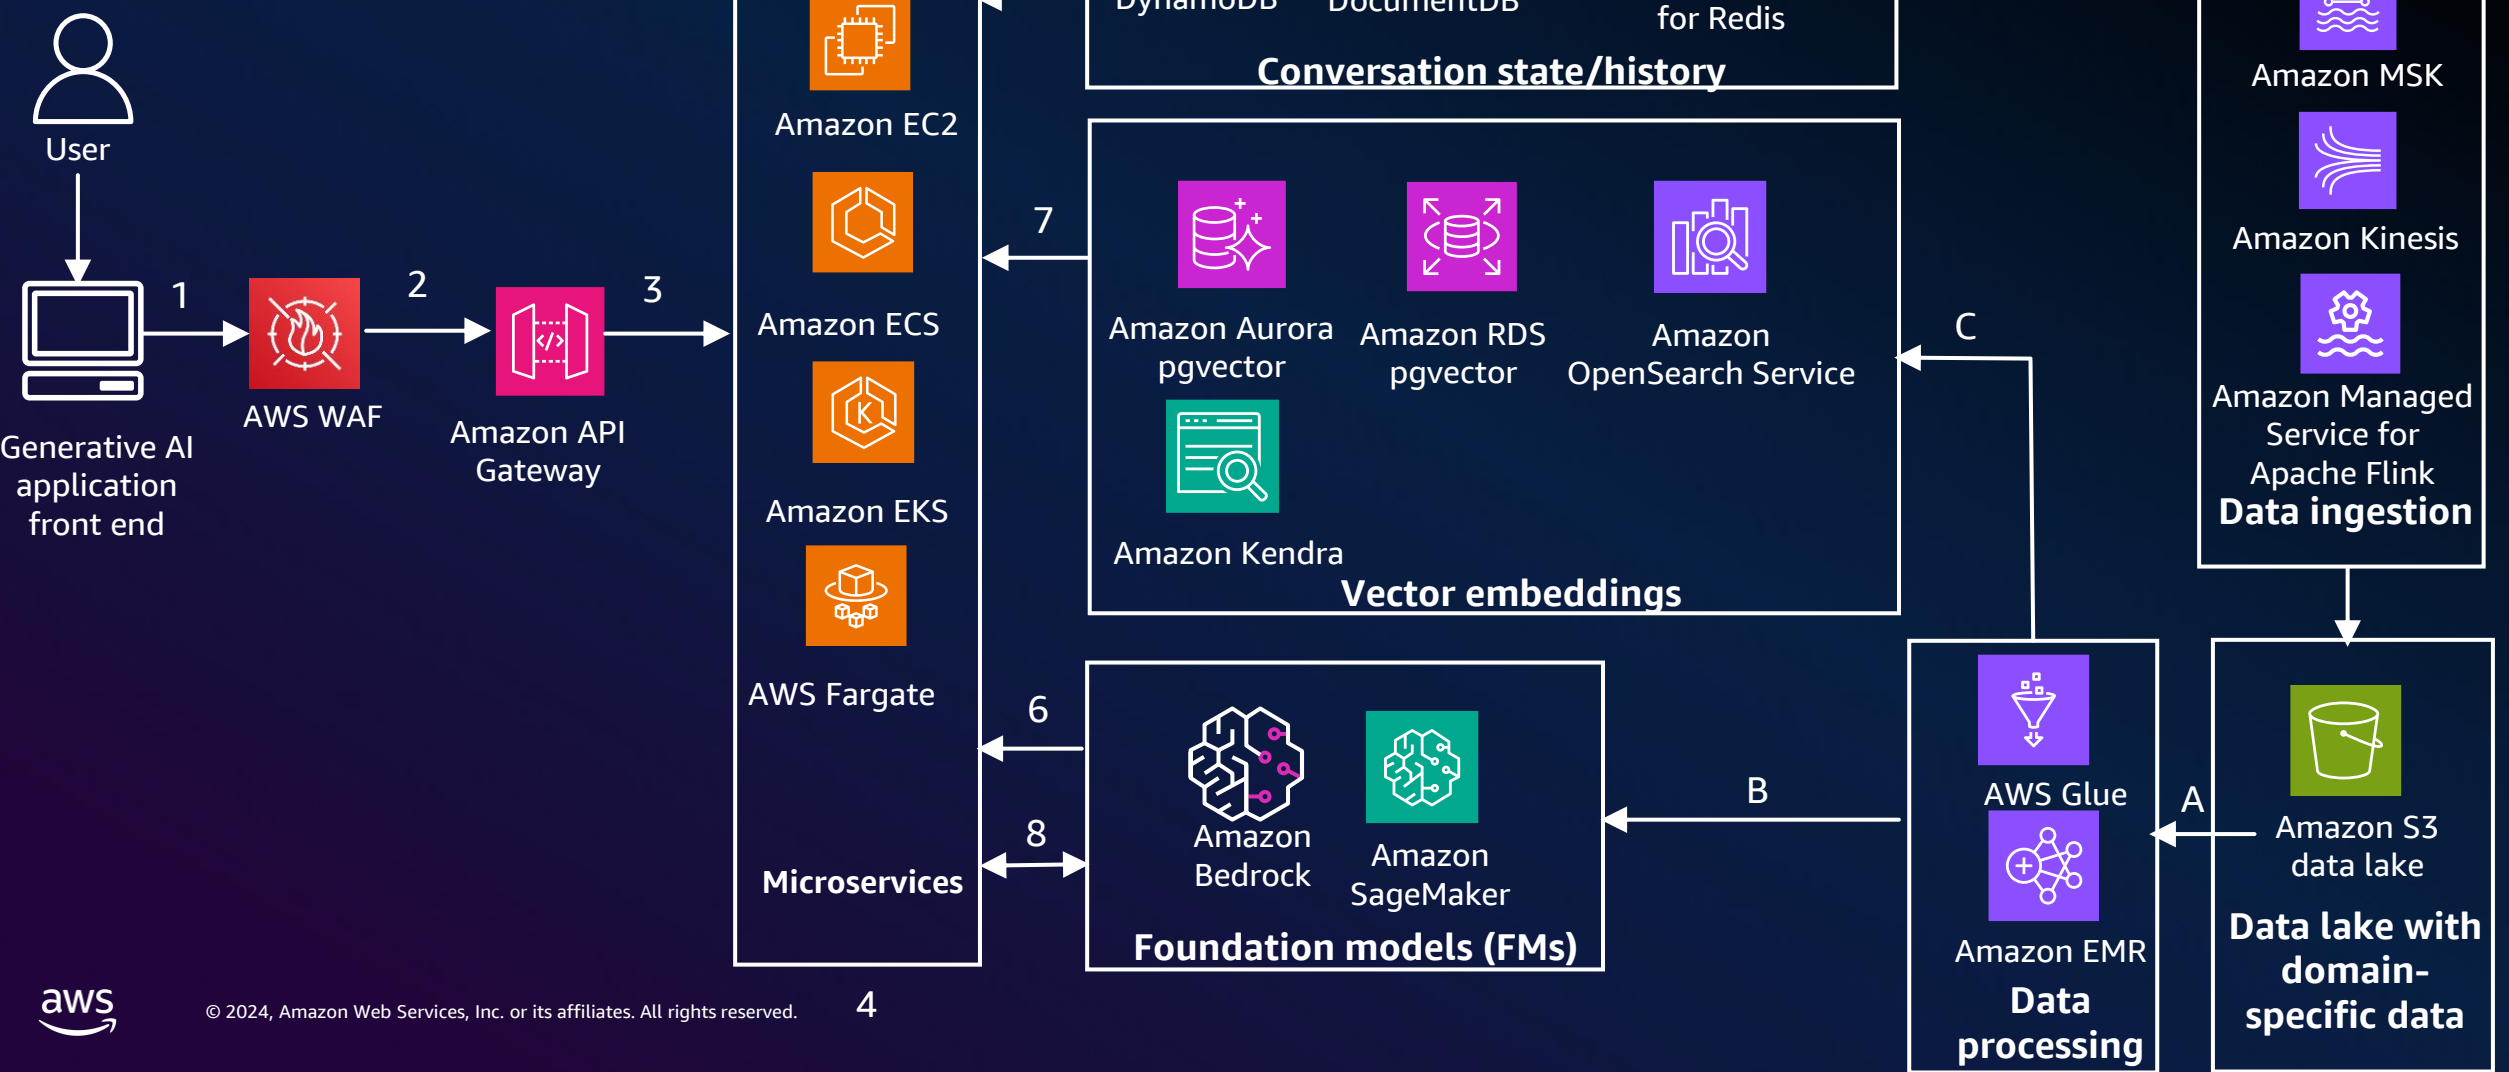 User
1
2
3
Generative AI
application
front end
AWS WAF
Amazon API
Gateway
Amazon EC2
Amazon ECS
K
Amazon EKS
AWS Fargate
Microservices
4
DynamoDB
DocumentDB
for Redis
Conversation state/history
7
Amazon Aurora
pgvector
Amazon RDS
pgvector
Amazon
OpenSearch Service
Amazon Kendra
Vector embeddings
6
8
Amazon
Bedrock
Amazon
SageMaker
Foundation models (FMs)
B
C
AWS Glue
Amazon EMR
Data
processing
A
Amazon MSK
Amazon Kinesis
Amazon Managed
Service for
Apache Flink
Data ingestion
Amazon S3
data lake
Data lake with
domain-
specific data
aws
© 2024, Amazon Web Services, Inc. or its affiliates. All rights reserved.